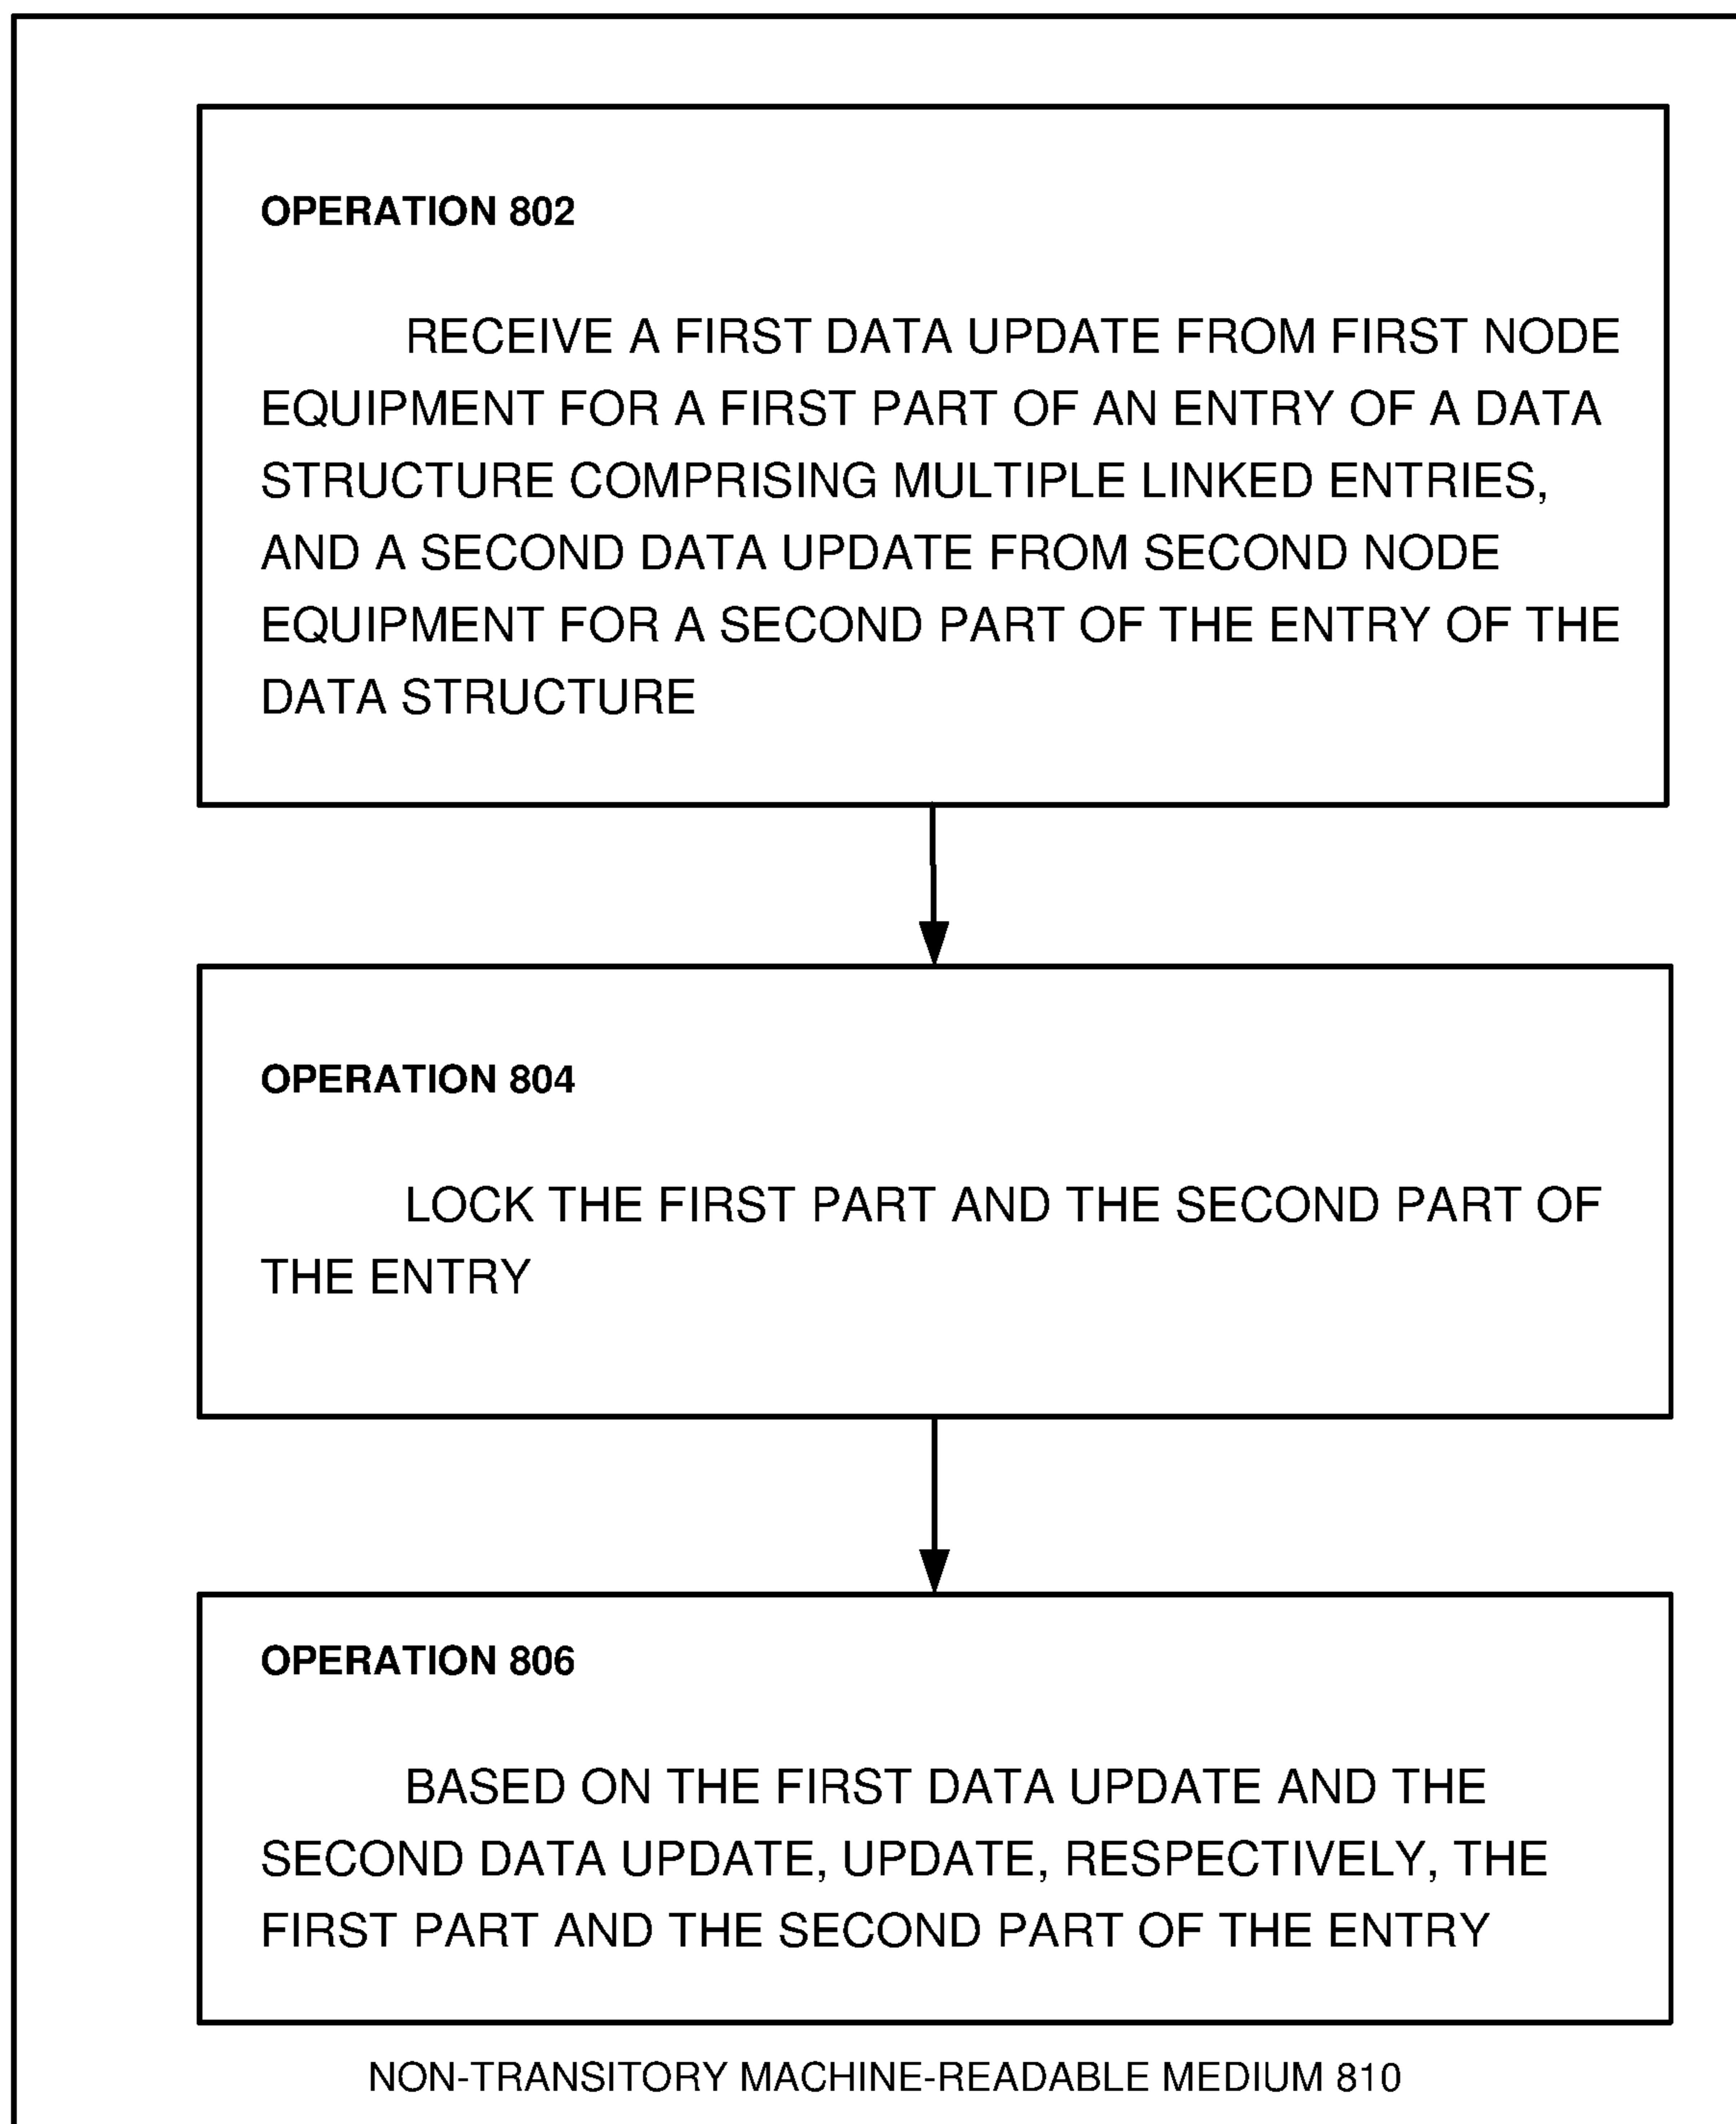 OPERATION 802
RECEIVE A FIRST DATA UPDATE FROM FIRST NODE
EQUIPMENT FOR A FIRST PART OF AN ENTRY OF A DATA
STRUCTURE COMPRISING MULTIPLE LINKED ENTRIES,
AND A SECOND DATA UPDATE FROM SECOND NODE
EQUIPMENT FOR A SECOND PART OF THE ENTRY OF THE
DATA STRUCTURE
OPERATION 804
LOCK THE FIRST PART AND THE SECOND PART OF
THE ENTRY
OPERATION 806
BASED ON THE FIRST DATA UPDATE AND THE
SECOND DATA UPDATE, UPDATE, RESPECTIVELY, THE
FIRST PART AND THE SECOND PART OF THE ENTRY
NON-TRANSITORY MACHINE-READABLE MEDIUM 810